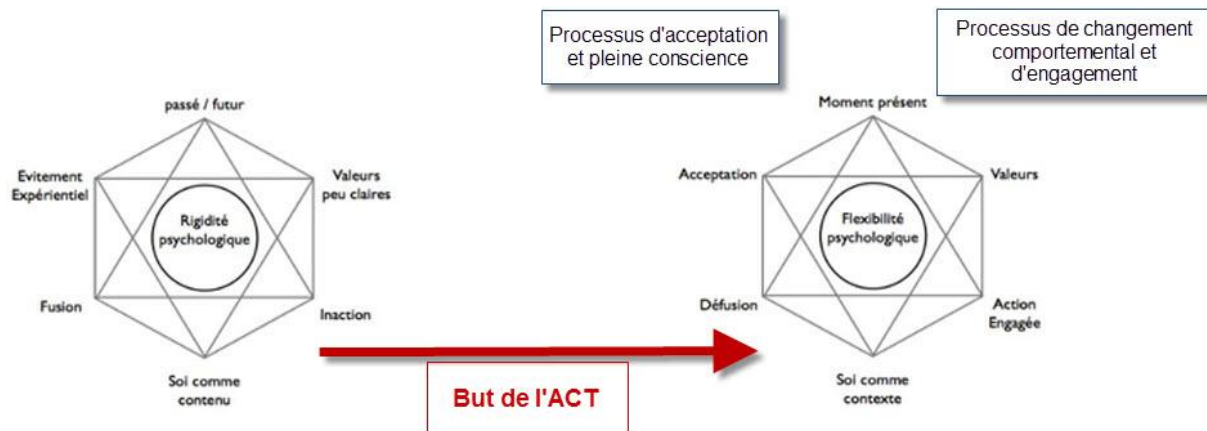 Processus d'acceptation
et pleine conscience
Processus de changement
comportemental et
d'engagement
passé / futur
Evitement
Expérientiel
Valeurs
peu claires
Rigidité
psychologique
Fusion
Inaction
Soi comme
contenu
But de l'ACT
Moment présent
Acceptation
Valeurs
Flexibilité
psychologique
Défusion
Action
Engagée
Soi comme
contexte